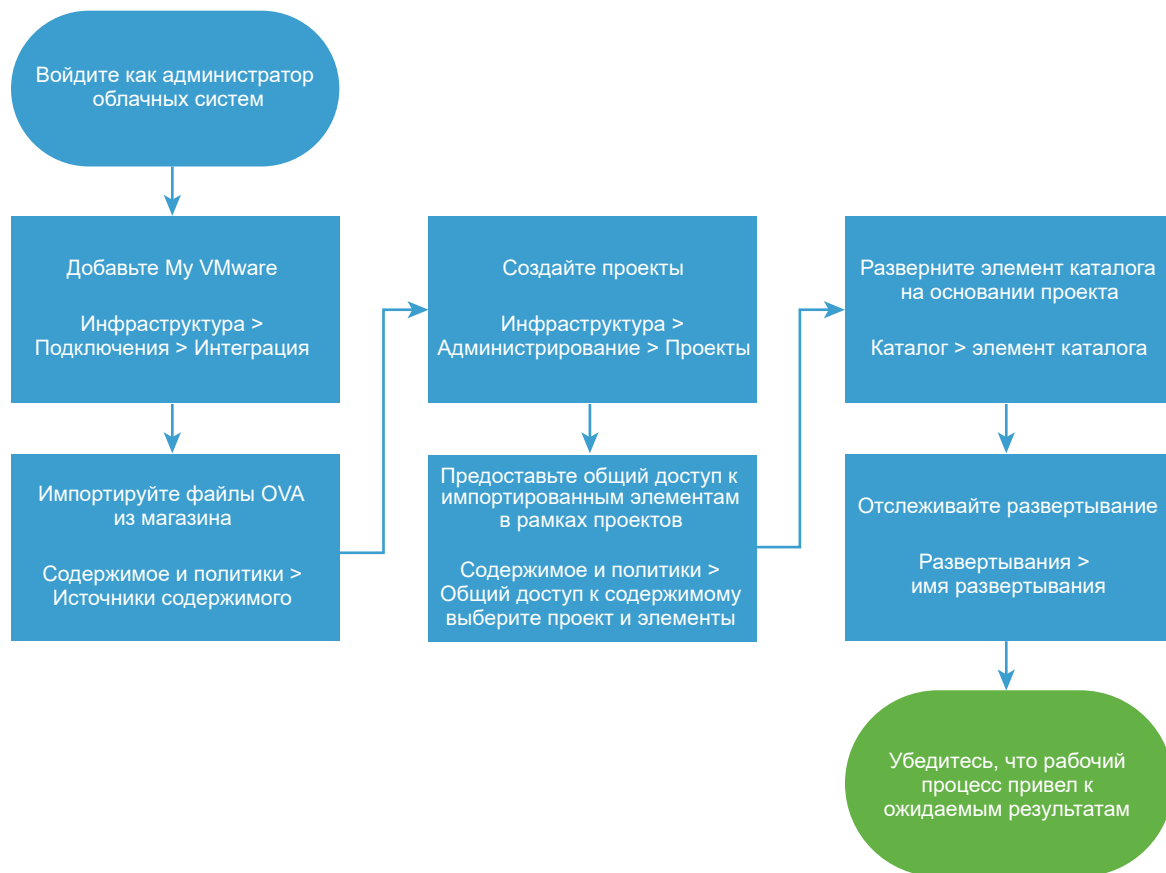 Войдите как администратор
облачных систем
Добавьте My VMware
Инфраструктура >
Подключения > Интеграция
Импортируйте файлы OVA
из магазина
Содержимое и политики >
Источники содержимого
Создайте проекты
Инфраструктура >
Администрирование > Проекты
Предоставьте общий доступ к
импортированным элементам
в рамках проектов
Содержимое и политики >
Общий доступ к содержимому
выберите проект и элементы
Разверните элемент каталога
на основании проекта
Каталог > элемент каталога
Отслеживайте развертывание
Развертывания >
имя развертывания
Убедитесь, что рабочий
процесс привел к
ожидаемым результатам